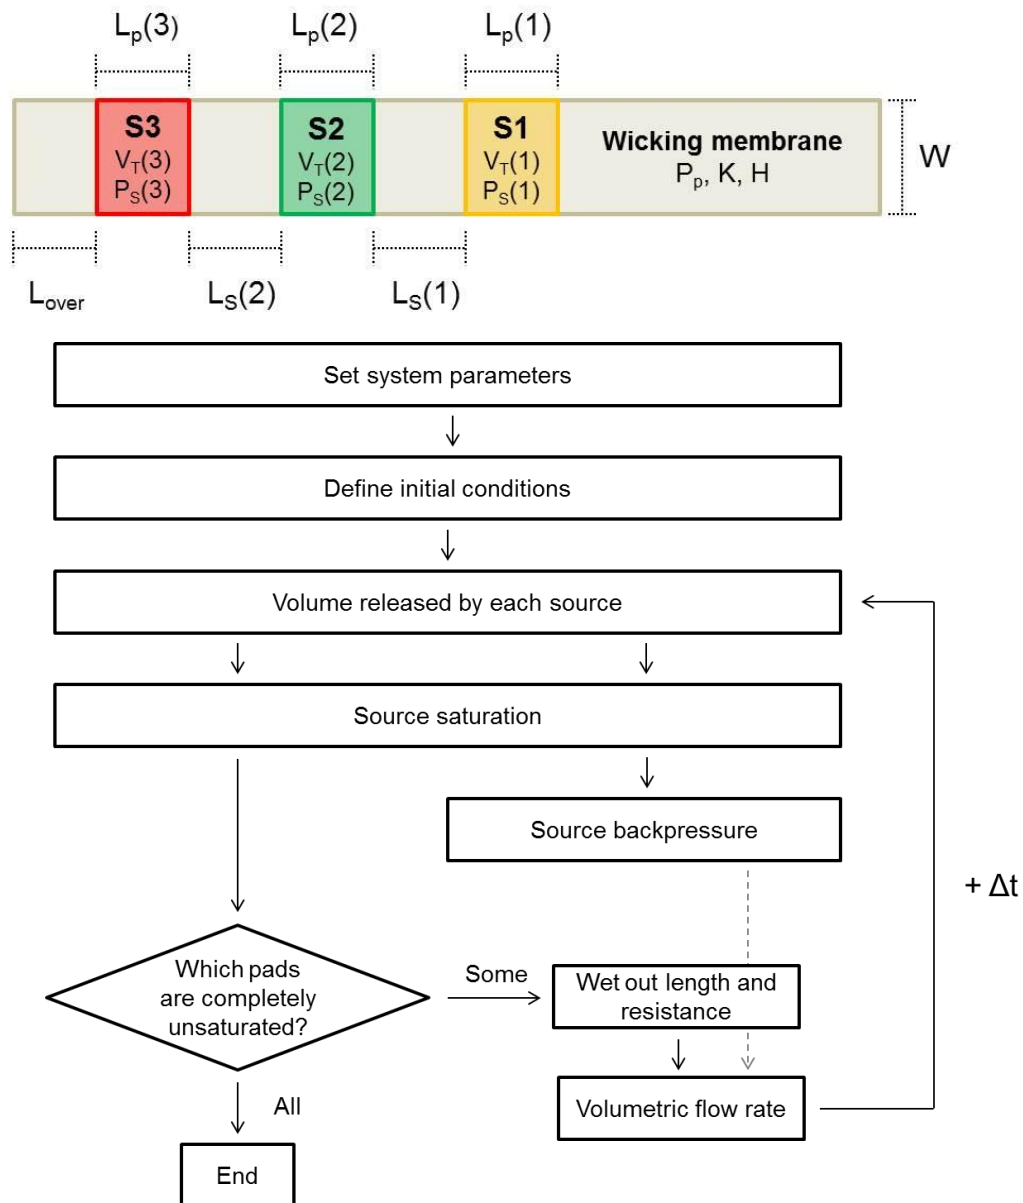 Lp(3) Lp(2) Lp(1)
S3 S2 S1
VT(3) VT(2) VT(1)
PS(3) PS(2) PS(1)
Wicking membrane
Pp, K, H
W
Lover LS(2) LS(1)
Set system parameters
Define initial conditions
Volume released by each source
Source saturation
Source backpressure
+ Δt
Which pads
are completely
unsaturated?
Some
Wet out length and
resistance
Volumetric flow rate
All
End